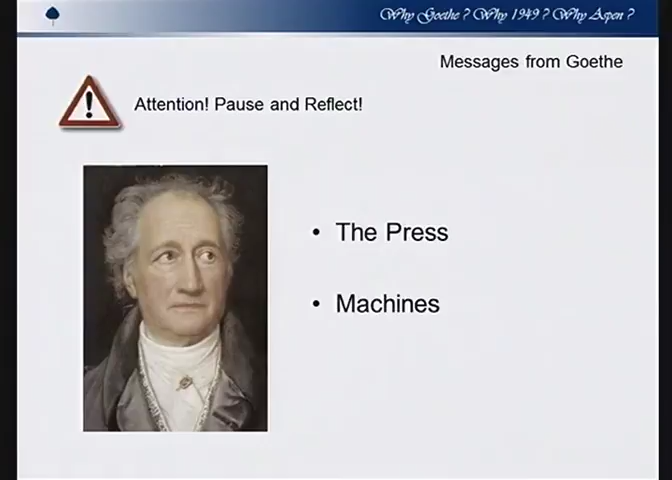 Why Goethe? Why 1949? Why Aspen?
Messages from Goethe
Attention! Pause and Reflect!
• The Press
• Machines